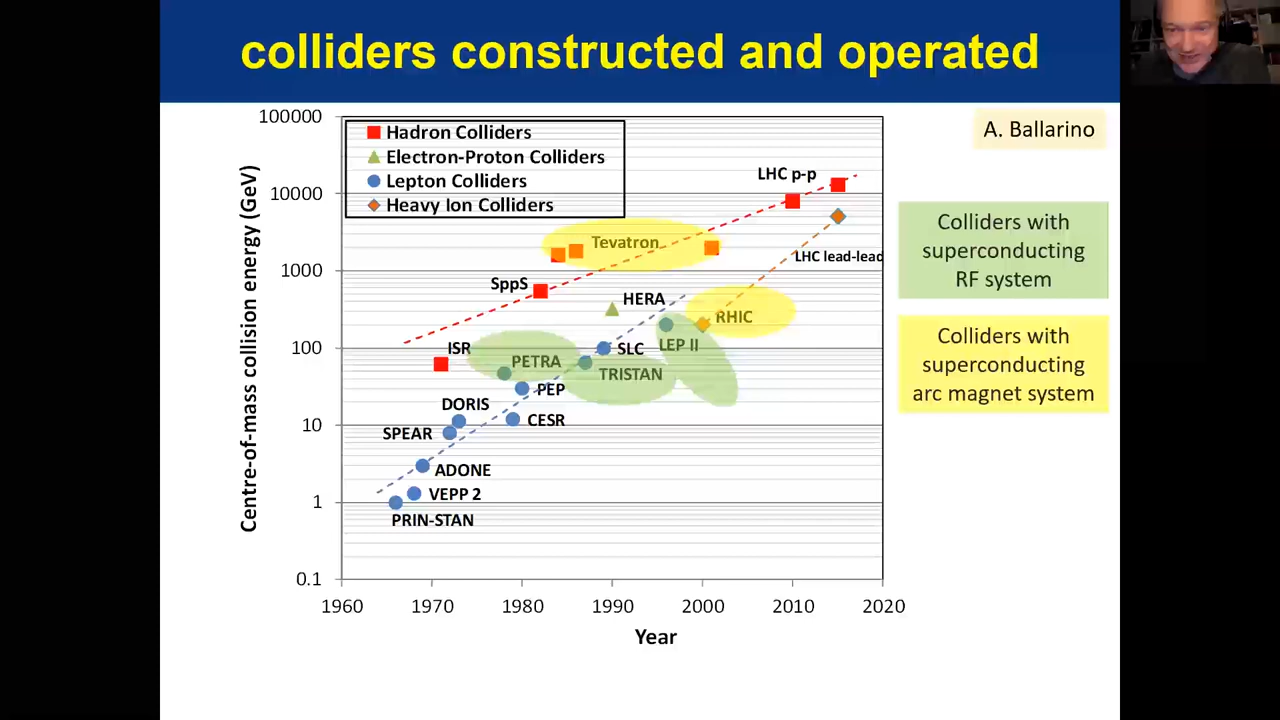 colliders constructed and operated
A. Ballarino
Hadron Colliders
Electron-Proton Colliders
Lepton Colliders
Heavy Ion Colliders
Centre-of-mass collision energy (GeV)
100000
10000
1000
100
10
1
0.1
LHC p-p
Tevatron
LHC lead-lead
SppS
HERA
RHIC
ISR
SLC
LEP II
PETRA
TRISTAN
PEP
DORIS
CESR
SPEAR
ADONE
VEPP 2
PRIN-STAN
1960 1970 1980 1990 2000 2010 2020
Year
Colliders with
superconducting
RF system
Colliders with
superconducting
arc magnet system